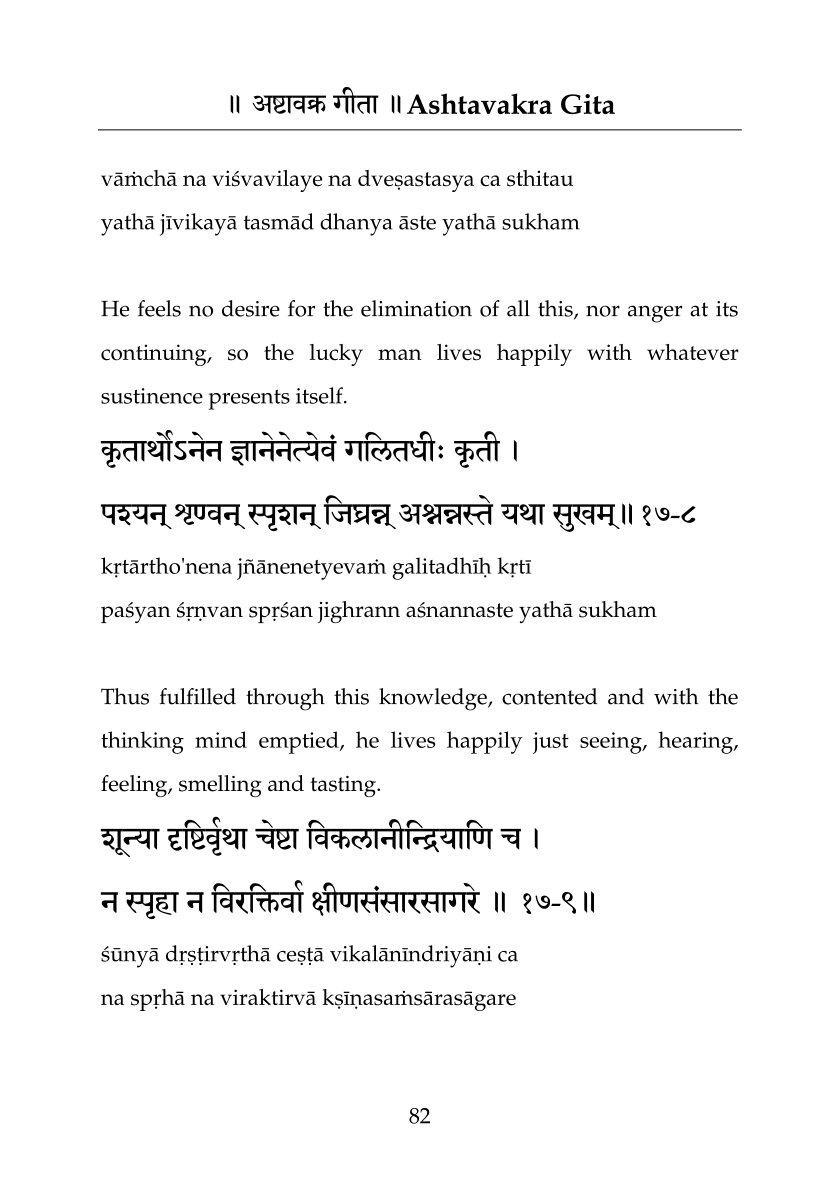 ॥ अष्टावक्र गीता ॥ Ashtavakra Gita
vāṁchā na viśvavilaye na dveṣastasya ca sthitau
yathā jīvikayā tasmād dhanya āste yathā sukham
He feels no desire for the elimination of all this, nor anger at its
continuing, so the lucky man lives happily with whatever
sustinence presents itself.
कृतार्थोऽनेन ज्ञानेनेत्येवं गलितधीः कृती ।
पश्यन् शृण्वन् स्पृशन् जिघ्रन्न् अश्नन्नस्ते यथा सुखम्॥ १७-८
kṛtārtho'nena jñānenetyevaṁ galitadhīḥ kṛtī
paśyan śṛṇvan spṛśan jighrann aśnannaste yathā sukham
Thus fulfilled through this knowledge, contented and with the
thinking mind emptied, he lives happily just seeing, hearing,
feeling, smelling and tasting.
शून्या दृष्टिर्वृथा चेष्टा विकलानीन्द्रियाणि च ।
न स्पृहा न विरक्तिर्वा क्षीणसंसारसागरे ॥ १७-९॥
śūnyā dṛṣṭirvṛthā ceṣṭā vikalānīndriyāṇi ca
na spṛhā na viraktirvā kṣīṇasaṁsārasāgare
82